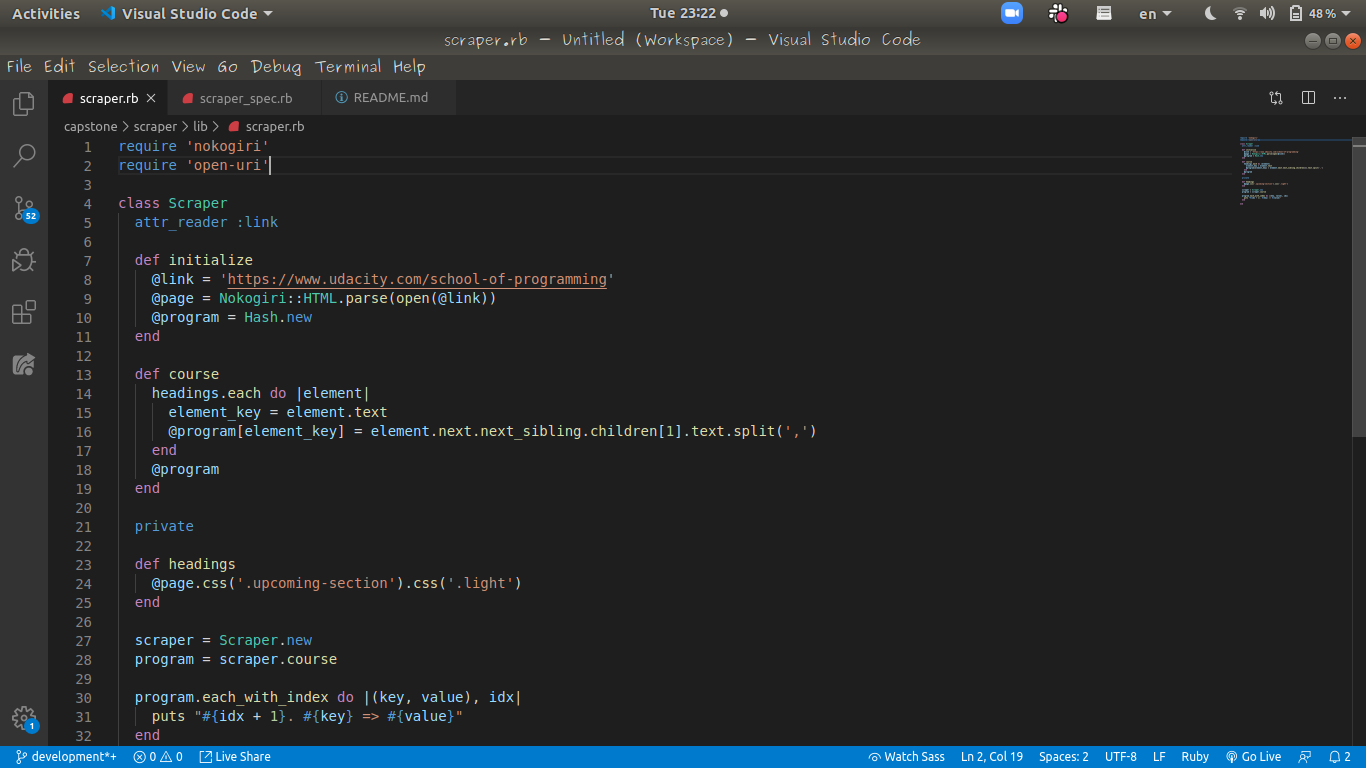 Activities Visual Studio Code Tue 23:22 en 48%
scraper.rb - Untitled (Workspace) - Visual Studio Code
File Edit Selection View Go Debug Terminal Help
scraper.rb scraper_spec.rb README.md
capstone > scraper > lib > scraper.rb
1 require 'nokogiri'
2 require 'open-uri'
3
4 class Scraper
5   attr_reader :link
6
7   def initialize
8     @link = 'https://www.udacity.com/school-of-programming'
9     @page = Nokogiri::HTML.parse(open(@link))
10     @program = Hash.new
11   end
12
13   def course
14     headings.each do |element|
15       element_key = element.text
16       @program[element_key] = element.next.next_sibling.children[1].text.split(',')
17     end
18     @program
19   end
20
21   private
22
23   def headings
24     @page.css('.upcoming-section').css('.light')
25   end
26
27   scraper = Scraper.new
28   program = scraper.course
29
30   program.each_with_index do |(key, value), idx|
31     puts "#{idx + 1}. #{key} => #{value}"
32   end
52
1
development*+ 0 0 Live Share Watch Sass Ln 2, Col 19 Spaces: 2 UTF-8 LF Ruby Go Live 2